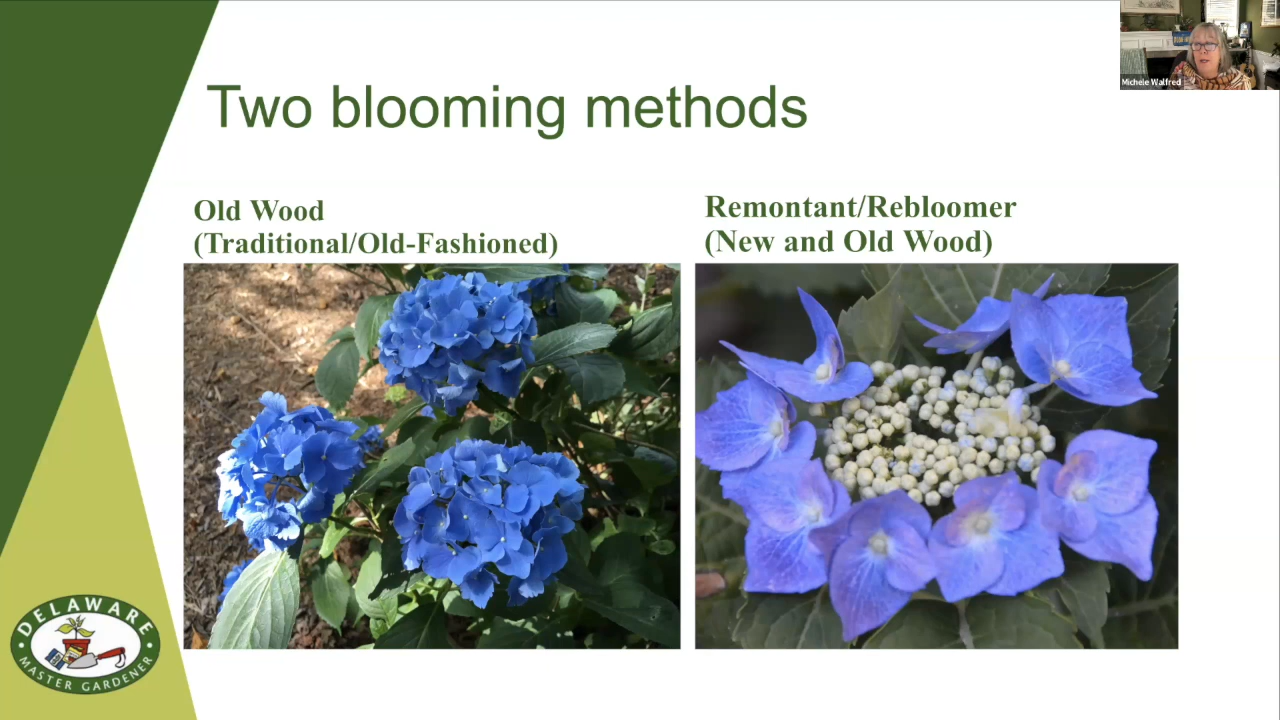 Two blooming methods
Michele Walfred
Old Wood
(Traditional/Old-Fashioned)
Remontant/Rebloomer
(New and Old Wood)
DELAWARE
MASTER GARDENER